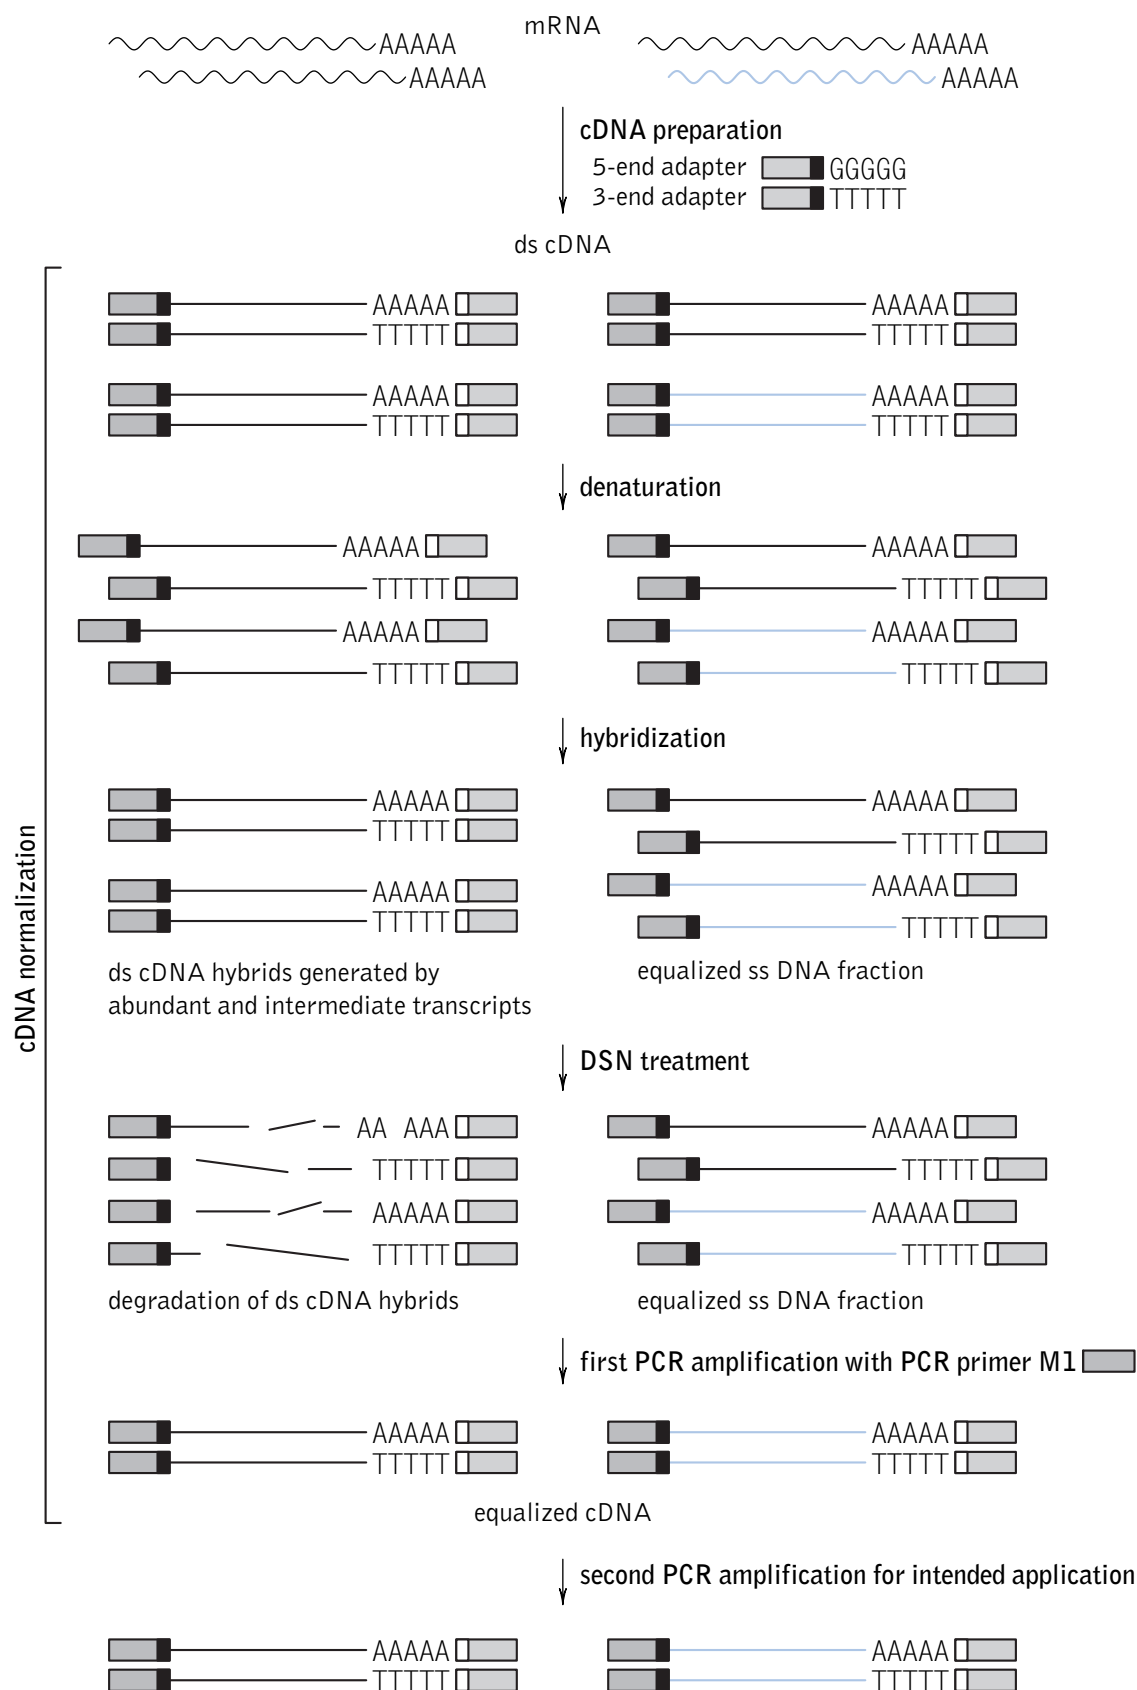 mRNA
AAAAA AAAAA
AAAAA AAAAA
cDNA preparation
5-end adapter GGGGG
3-end adapter TTTTT
ds cDNA
AAAAA AAAAA
TTTTT TTTTT
AAAAA AAAAA
TTTTT TTTTT
denaturation
AAAAA AAAAA
TTTTT TTTTT
AAAAA AAAAA
TTTTT TTTTT
hybridization
AAAAA AAAAA
TTTTT TTTTT
AAAAA AAAAA
TTTTT TTTTT
ds cDNA hybrids generated by
abundant and intermediate transcripts
equalized ss DNA fraction
cDNA normalization
DSN treatment
AA AAA AAAAA
TTTTT TTTTT
AAAAA AAAAA
TTTTT TTTTT
degradation of ds cDNA hybrids
equalized ss DNA fraction
first PCR amplification with PCR primer M1
AAAAA AAAAA
TTTTT TTTTT
equalized cDNA
second PCR amplification for intended application
AAAAA AAAAA
TTTTT TTTTT